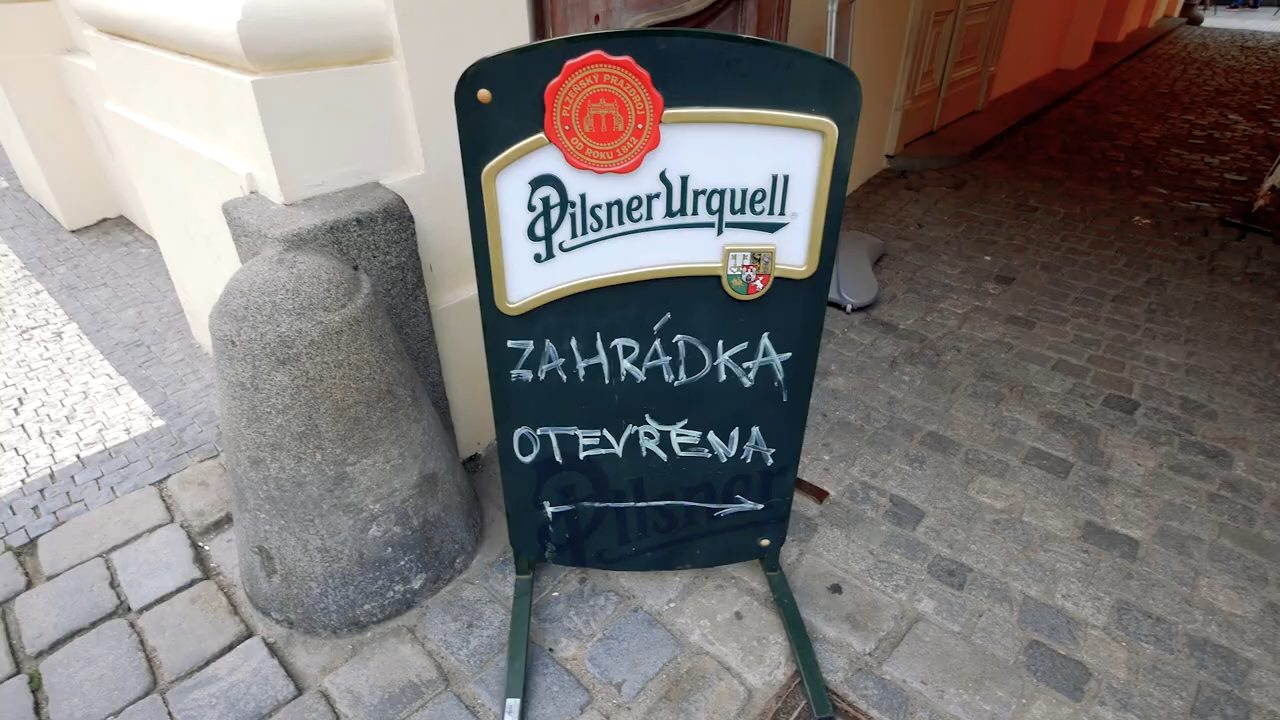 PLZEŇSKÝ PRAZDROJ
OD ROKU 1842
Pilsner Urquell
ZAHRÁDKA
OTEVŘENA
Pilsner